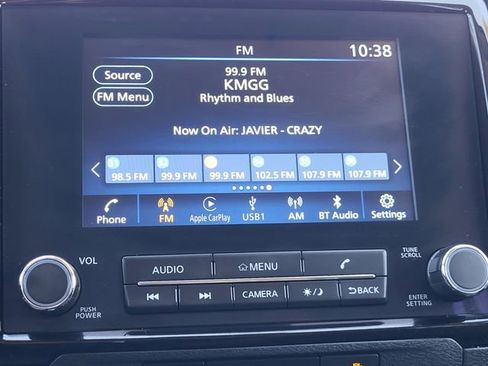 FM
10:38
Source
99.9 FM
FM Menu
KMGG
Rhythm and Blues
Now On Air: JAVIER - CRAZY
98.5 FM 99.9 FM 99.9 FM 102.5 FM 107.9 FM 107.9 FM
Phone FM Apple CarPlay USB1 AM BT Audio Settings
VOL
TUNE
SCROLL
AUDIO MENU
PUSH
POWER
CAMERA BACK
ENTER
SETTING